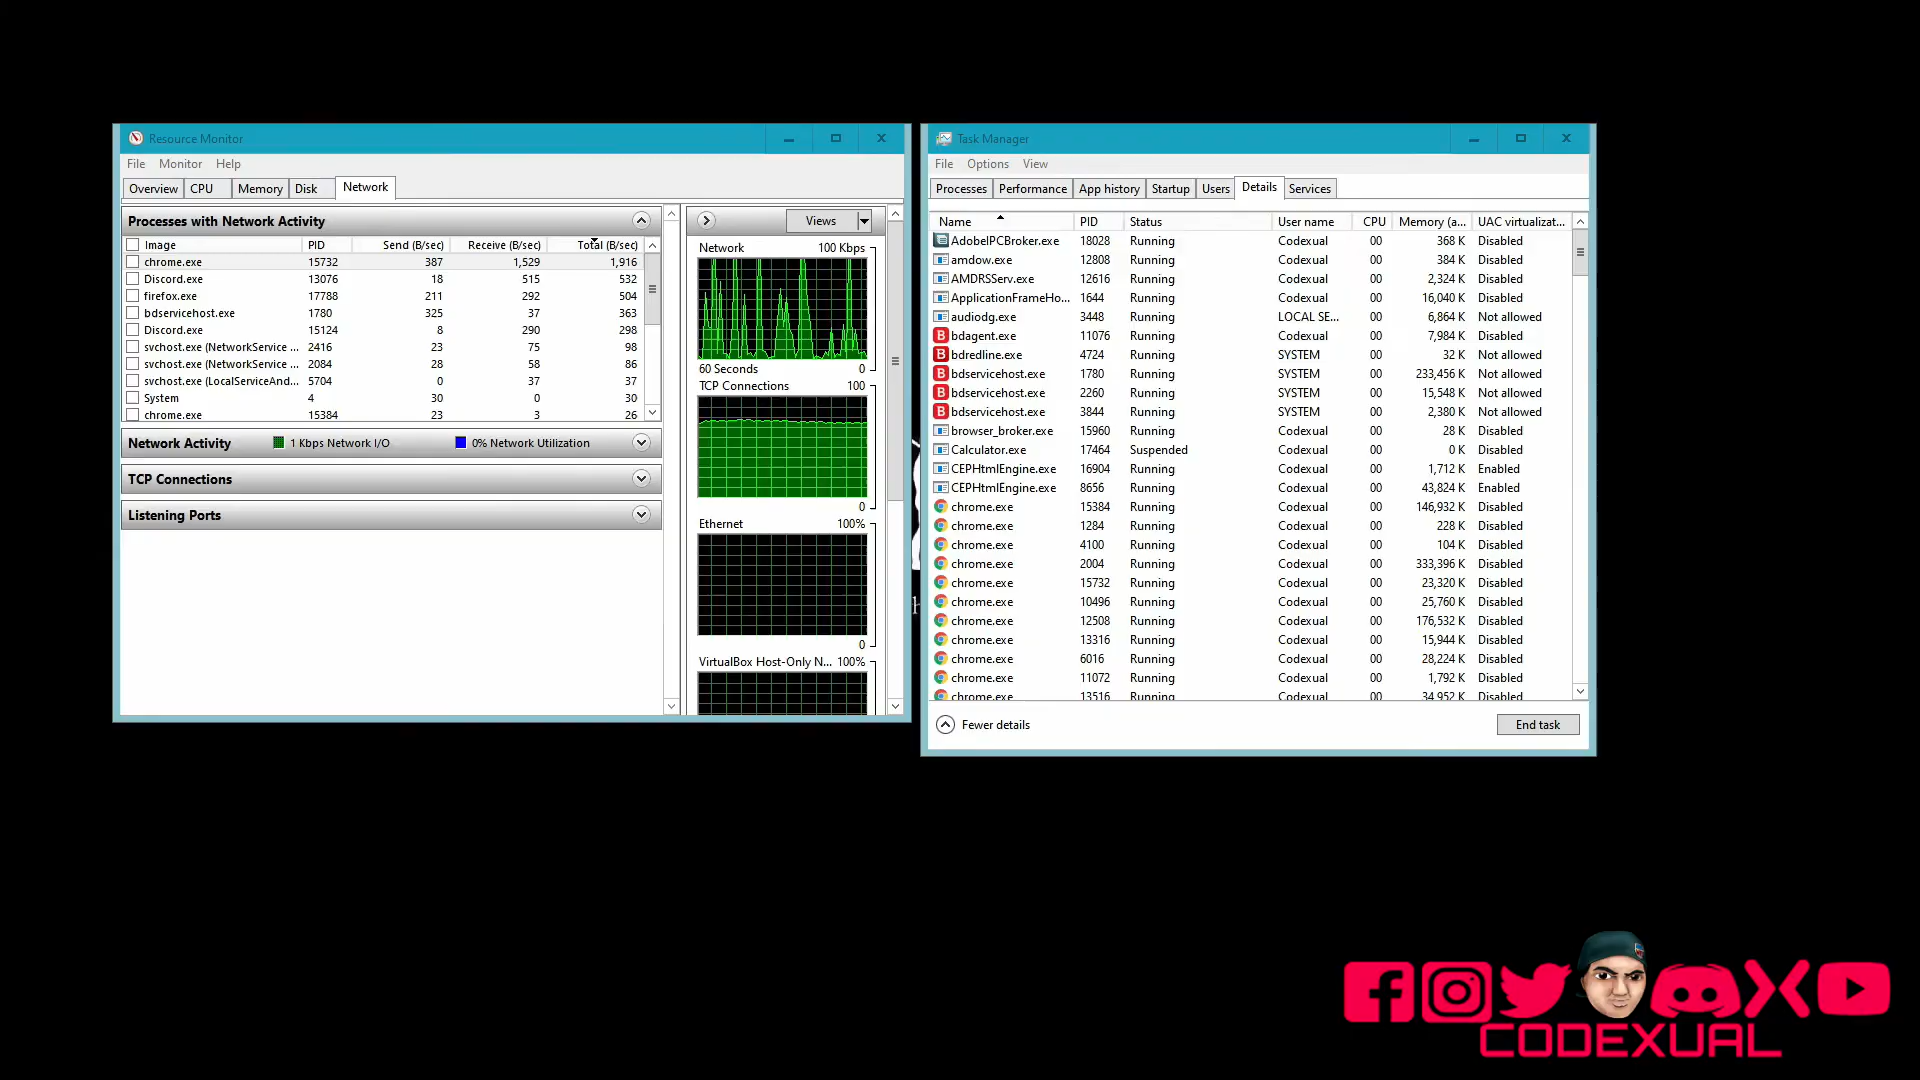 Resource Monitor
File Monitor Help
Overview CPU Memory Disk Network
Processes with Network Activity
Image PID Send (B/sec) Receive (B/sec) Total (B/sec)
chrome.exe 15732 387 1,529 1,916
Discord.exe 13076 18 515 532
firefox.exe 17788 211 292 504
bdservicehost.exe 1780 325 37 363
Discord.exe 15124 8 290 298
svchost.exe (NetworkService ... 2416 23 75 98
svchost.exe (NetworkService ... 2084 28 58 86
svchost.exe (LocalServiceAnd... 5704 0 37 37
System 4 30 0 30
chrome.exe 15384 23 3 26
Network Activity 1 Kbps Network I/O 0% Network Utilization
TCP Connections
Listening Ports
Views
Network 100 Kbps
60 Seconds 0
TCP Connections 100
0
Ethernet 100%
0
VirtualBox Host-Only N... 100%
Task Manager
File Options View
Processes Performance App history Startup Users Details Services
Name PID Status User name CPU Memory (a... UAC virtualizat...
AdobeIPCBroker.exe 18028 Running Codexual 00 368 K Disabled
amdow.exe 12808 Running Codexual 00 384 K Disabled
AMDRSServ.exe 12616 Running Codexual 00 2,324 K Disabled
ApplicationFrameHo... 1644 Running Codexual 00 16,040 K Disabled
audiodg.exe 3448 Running LOCAL SE... 00 6,864 K Not allowed
bdagent.exe 11076 Running Codexual 00 7,984 K Disabled
bdredline.exe 4724 Running SYSTEM 00 32 K Not allowed
bdservicehost.exe 1780 Running SYSTEM 00 233,456 K Not allowed
bdservicehost.exe 2260 Running SYSTEM 00 15,548 K Not allowed
bdservicehost.exe 3844 Running SYSTEM 00 2,380 K Not allowed
browser_broker.exe 15960 Running Codexual 00 28 K Disabled
Calculator.exe 17464 Suspended Codexual 00 0 K Disabled
CEPHtmlEngine.exe 16904 Running Codexual 00 1,712 K Enabled
CEPHtmlEngine.exe 8656 Running Codexual 00 43,824 K Enabled
chrome.exe 15384 Running Codexual 00 146,932 K Disabled
chrome.exe 1284 Running Codexual 00 228 K Disabled
chrome.exe 4100 Running Codexual 00 104 K Disabled
chrome.exe 2004 Running Codexual 00 333,396 K Disabled
chrome.exe 15732 Running Codexual 00 23,320 K Disabled
chrome.exe 10496 Running Codexual 00 25,760 K Disabled
chrome.exe 12508 Running Codexual 00 176,532 K Disabled
chrome.exe 13316 Running Codexual 00 15,944 K Disabled
chrome.exe 6016 Running Codexual 00 28,224 K Disabled
chrome.exe 11072 Running Codexual 00 1,792 K Disabled
chrome.exe 13516 Running Codexual 00 34,952 K Disabled
Fewer details End task
CODEXUAL